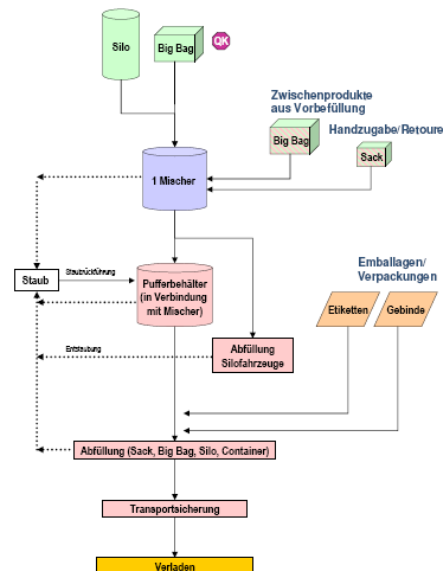 Silo
Big Bag
QK
Zwischenprodukte
aus Vorbefüllung
Big Bag
Handzugabe/Retoure
Sack
1 Mischer
Staub
Staubrückführung
Pufferbehälter
(in Verbindung
mit Mischer)
Emballagen/
Verpackungen
Etiketten
Gebinde
Entstaubung
Abfüllung
Silofahrzeuge
Abfüllung (Sack, Big Bag, Silo, Container)
Transportsicherung
Verladen